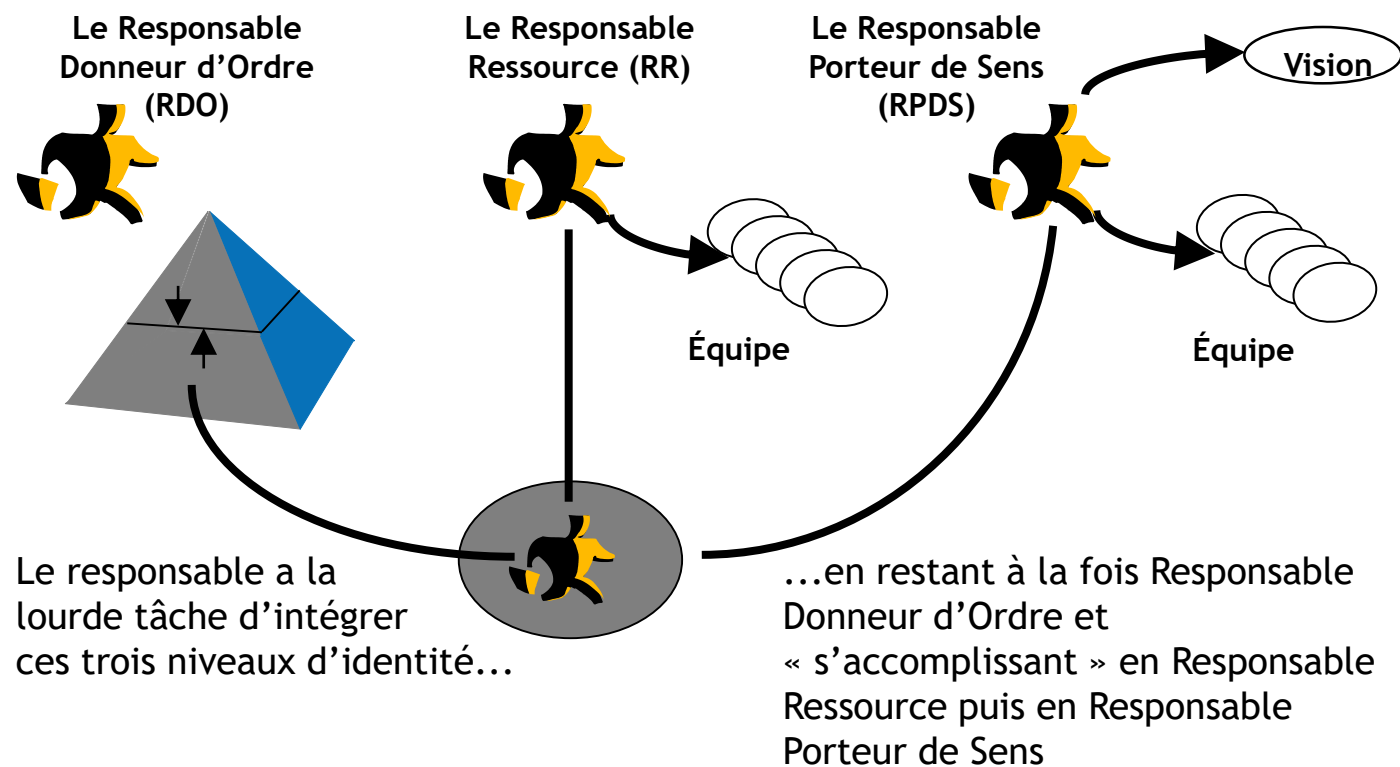 Le Responsable
Donneur d’Ordre
(RDO)
Le Responsable
Ressource (RR)
Le Responsable
Porteur de Sens
(RPDS)
Vision
Équipe
Équipe
Le responsable a la
lourde tâche d’intégrer
ces trois niveaux d’identité...
...en restant à la fois Responsable
Donneur d’Ordre et
« s’accomplissant » en Responsable
Ressource puis en Responsable
Porteur de Sens